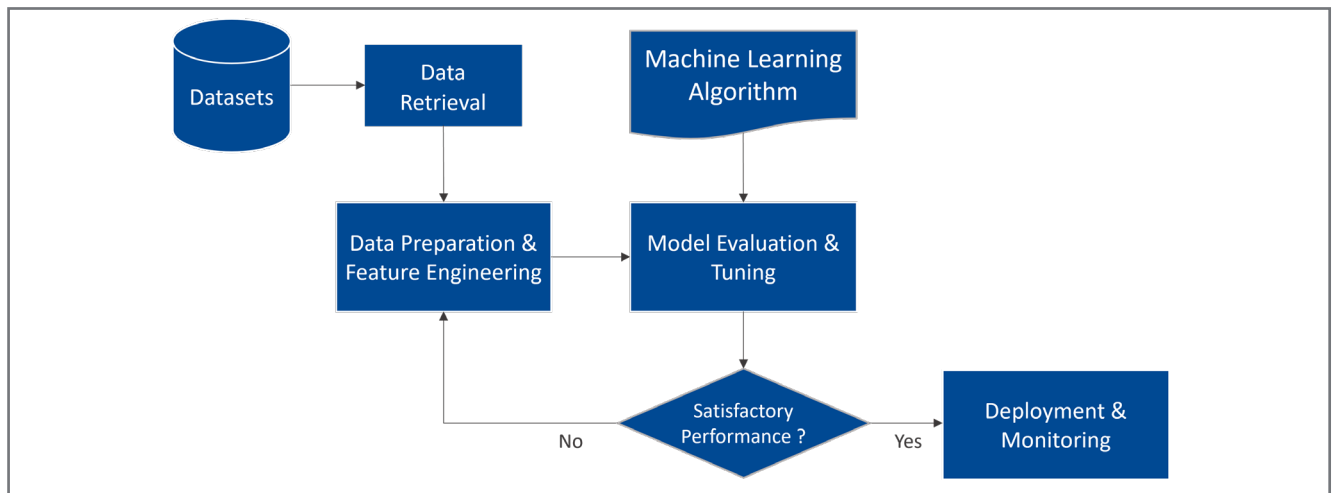 Datasets
Data
Retrieval
Machine Learning
Algorithm
Data Preparation &
Feature Engineering
Model Evaluation &
Tuning
Satisfactory
Performance ?
No
Yes
Deployment &
Monitoring